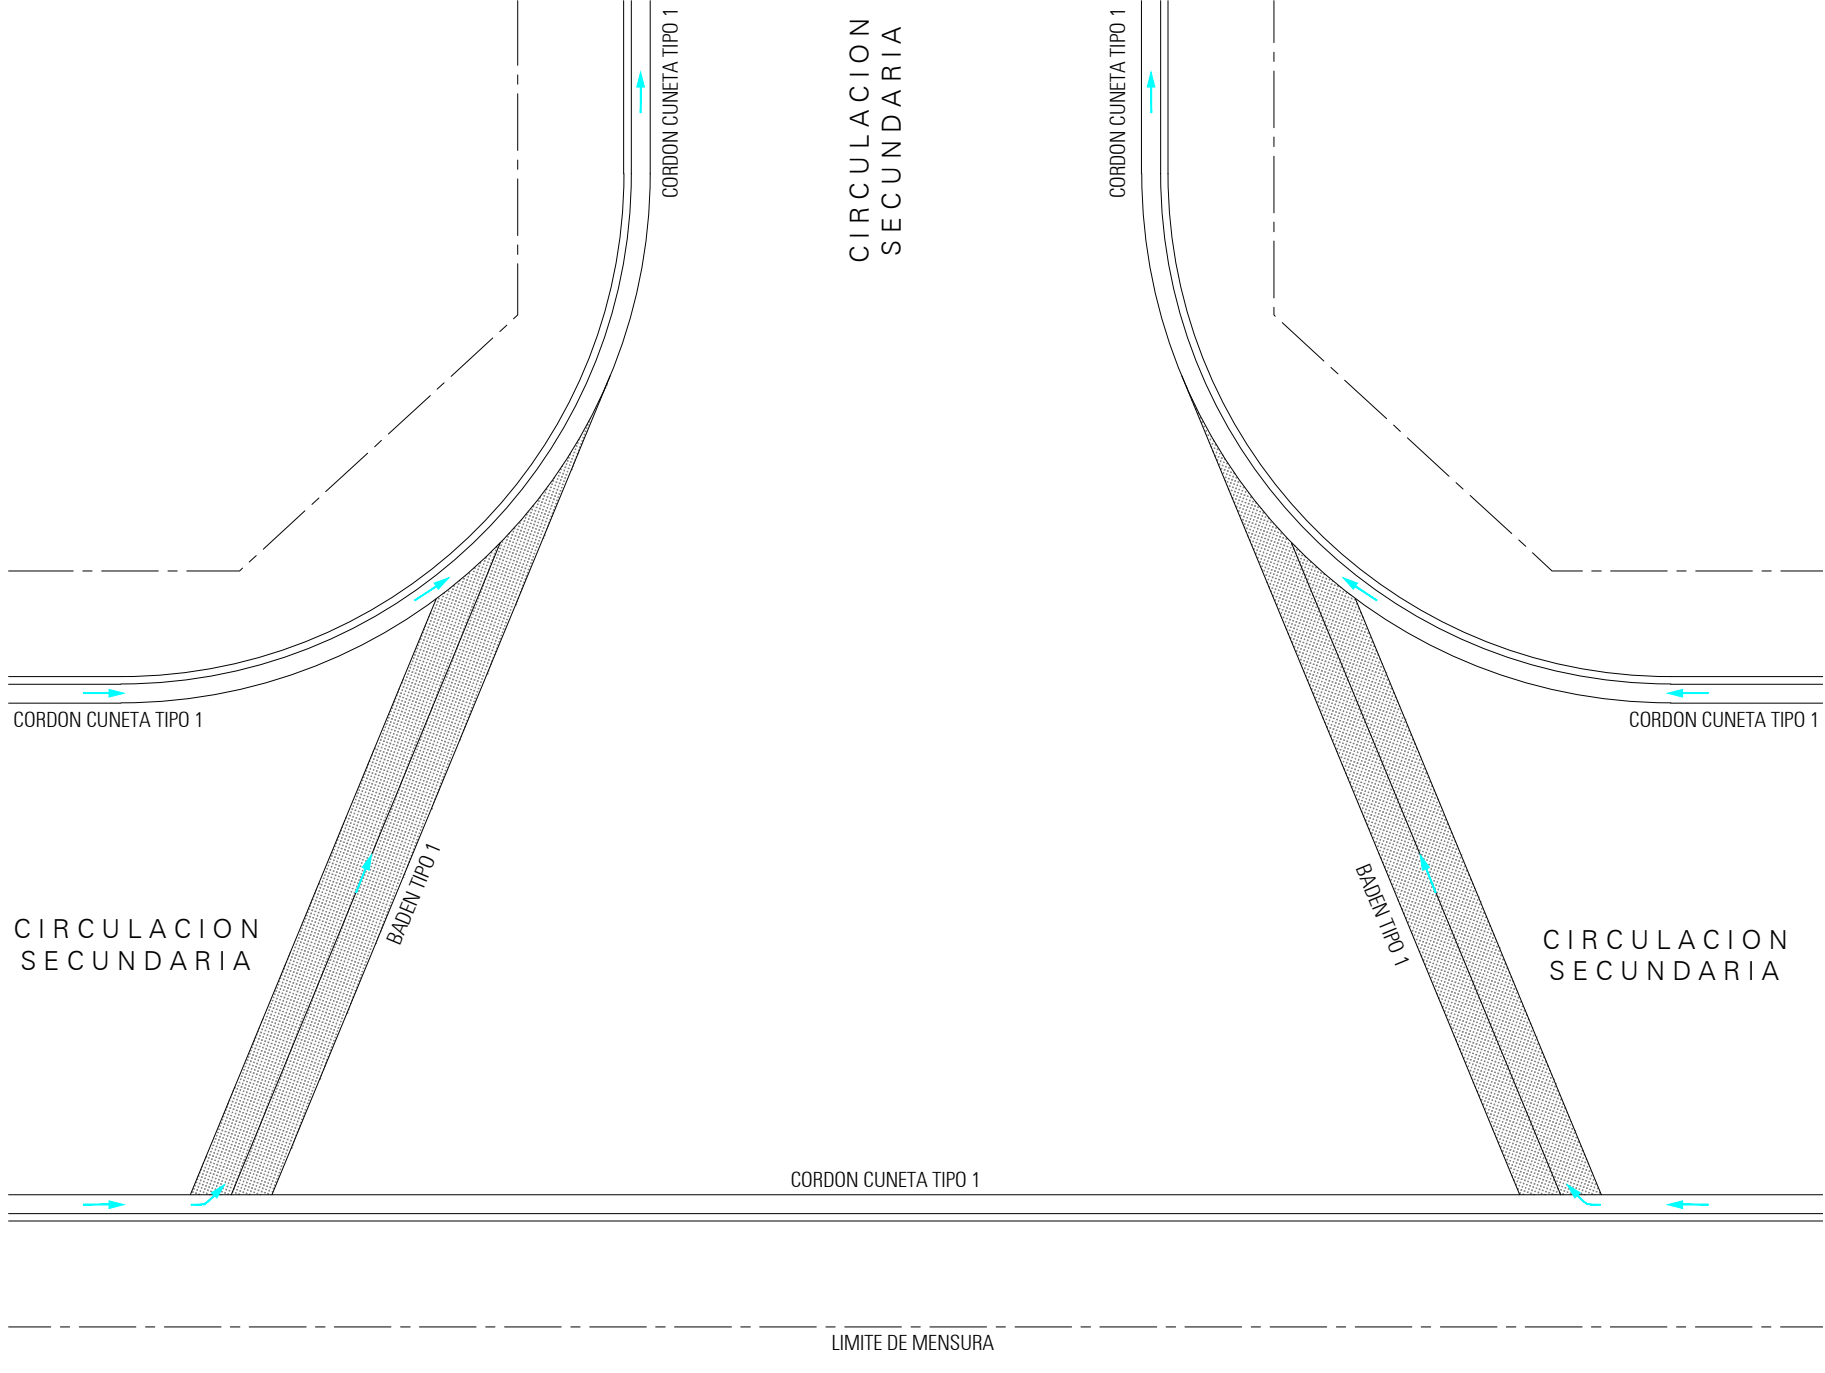 CORDON CUNETA TIPO 1
CIRCULACION
SECUNDARIA
CORDON CUNETA TIPO 1
CORDON CUNETA TIPO 1
CORDON CUNETA TIPO 1
BADEN TIPO 1
BADEN TIPO 1
CIRCULACION
SECUNDARIA
CIRCULACION
SECUNDARIA
CORDON CUNETA TIPO 1
LIMITE DE MENSURA